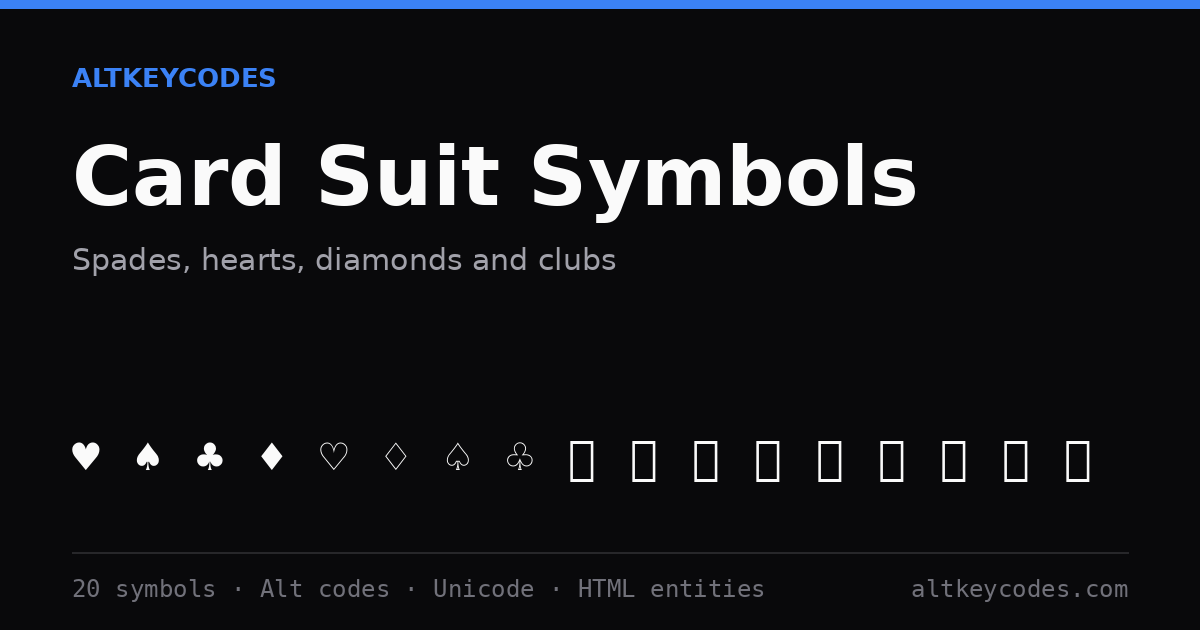 ALTKEYCODES
Card Suit Symbols
Spades, hearts, diamonds and clubs
♥ ♠ ♣ ♦ ♡ ♢ ♤ ♧
20 symbols · Alt codes · Unicode · HTML entities
altkeycodes.com